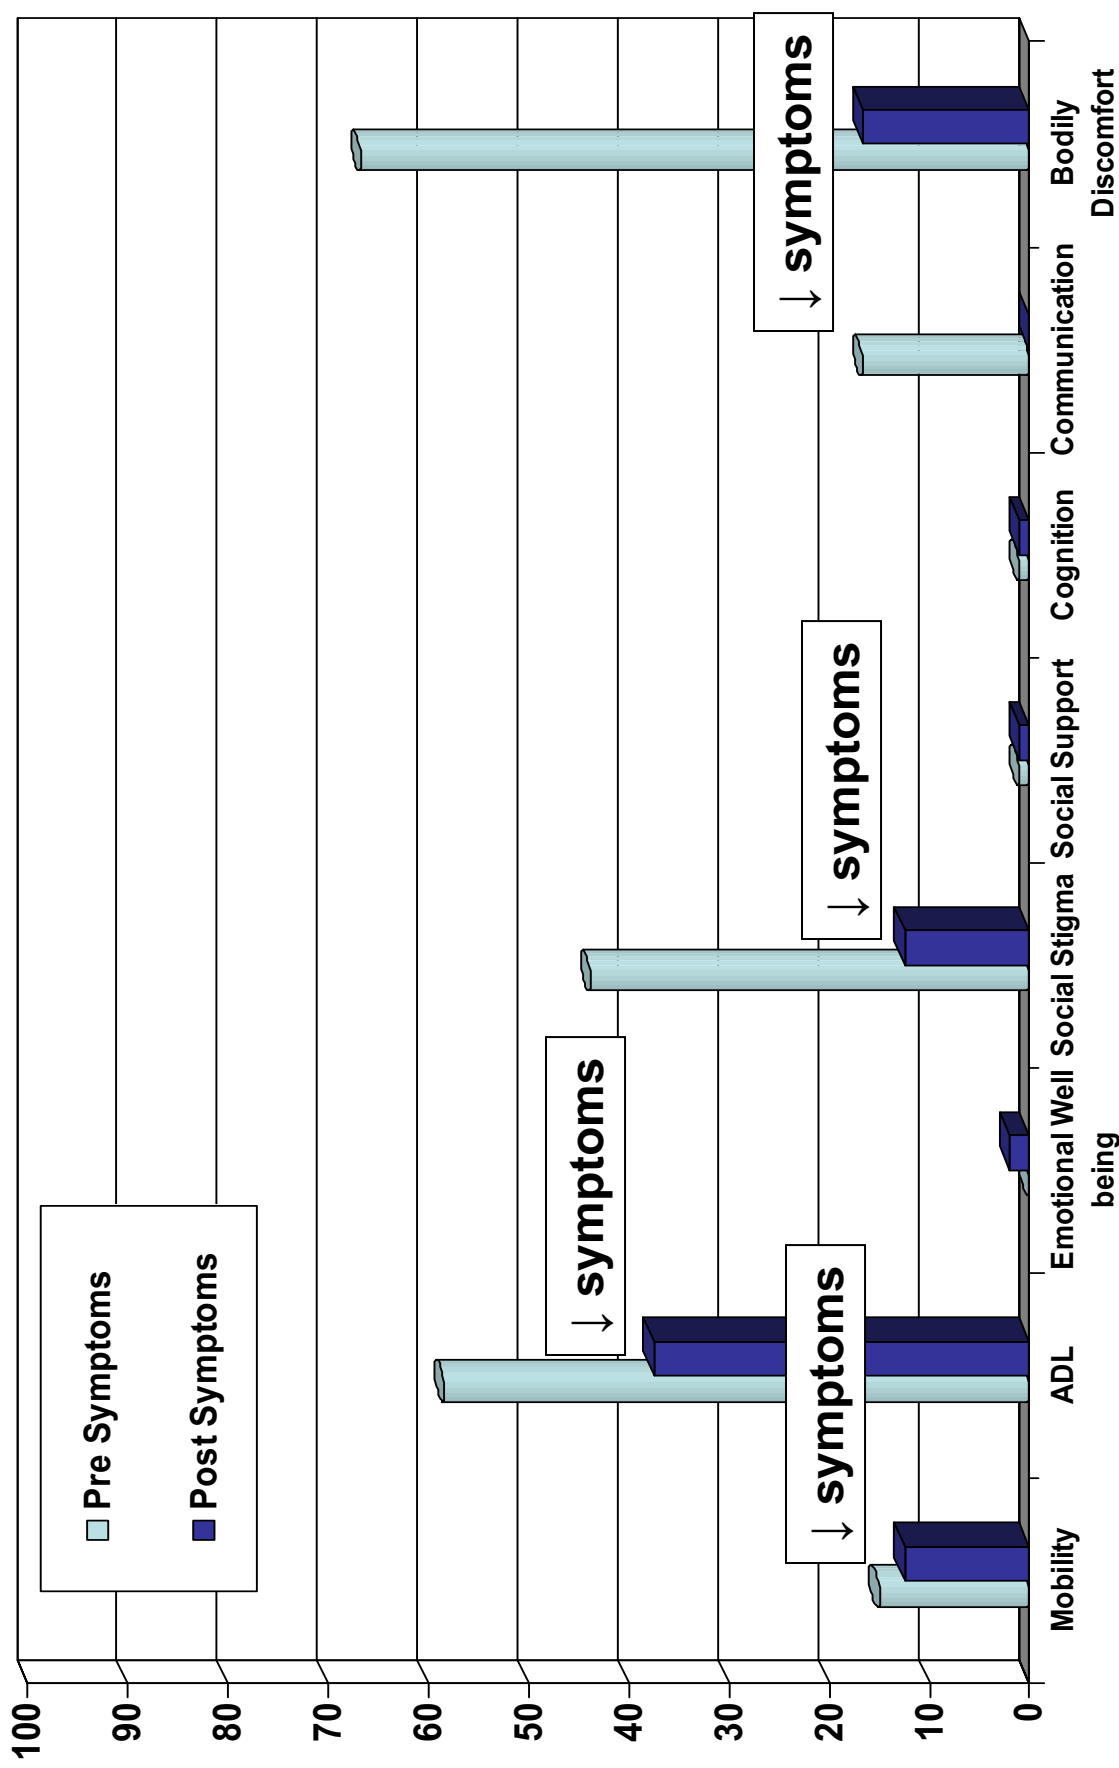 Pre Symptoms
Post Symptoms
100
90
80
70
60
50
40
30
20
10
0
↓ symptoms
↓ symptoms
↓ symptoms
↓ symptoms
Mobility
ADL
Emotional Well
being
Social Stigma
Social Support
Cognition
Communication
Bodily
Discomfort